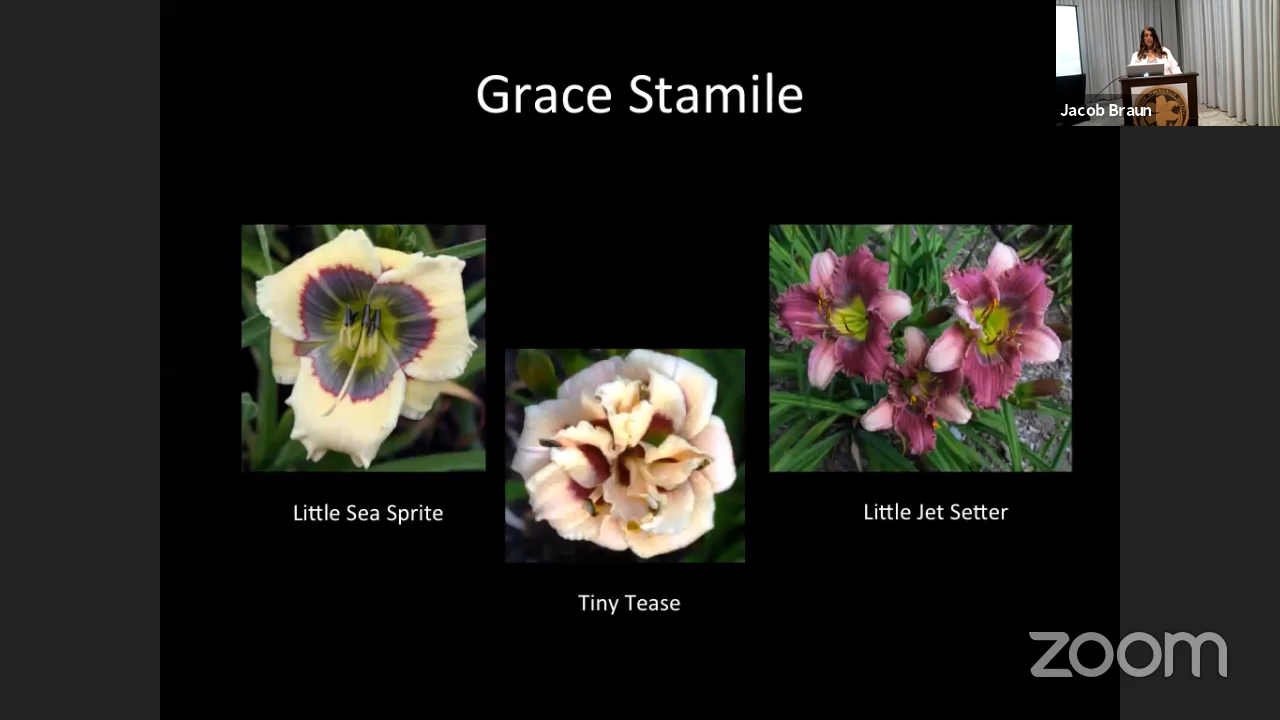 Grace Stamile
Jacob Braun
Little Sea Sprite
Little Jet Setter
Tiny Tease
zoom